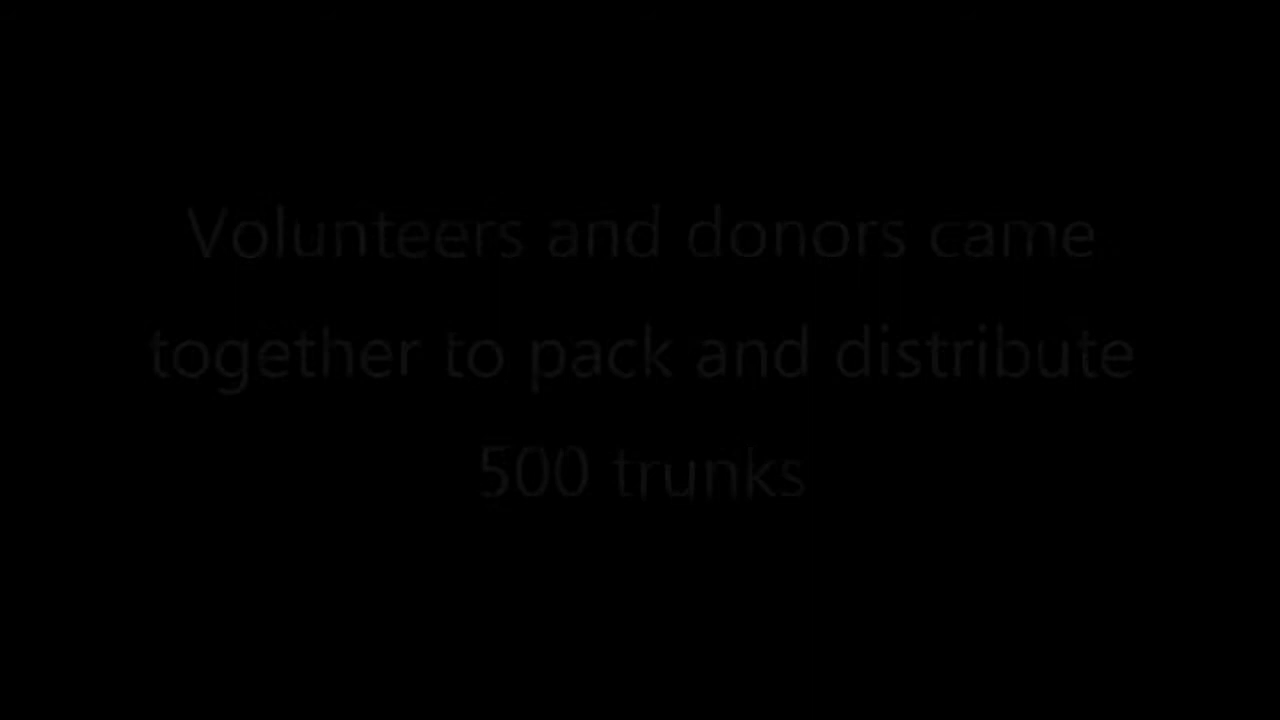 Volunteers and donors came
together to pack and distribute
500 trunks